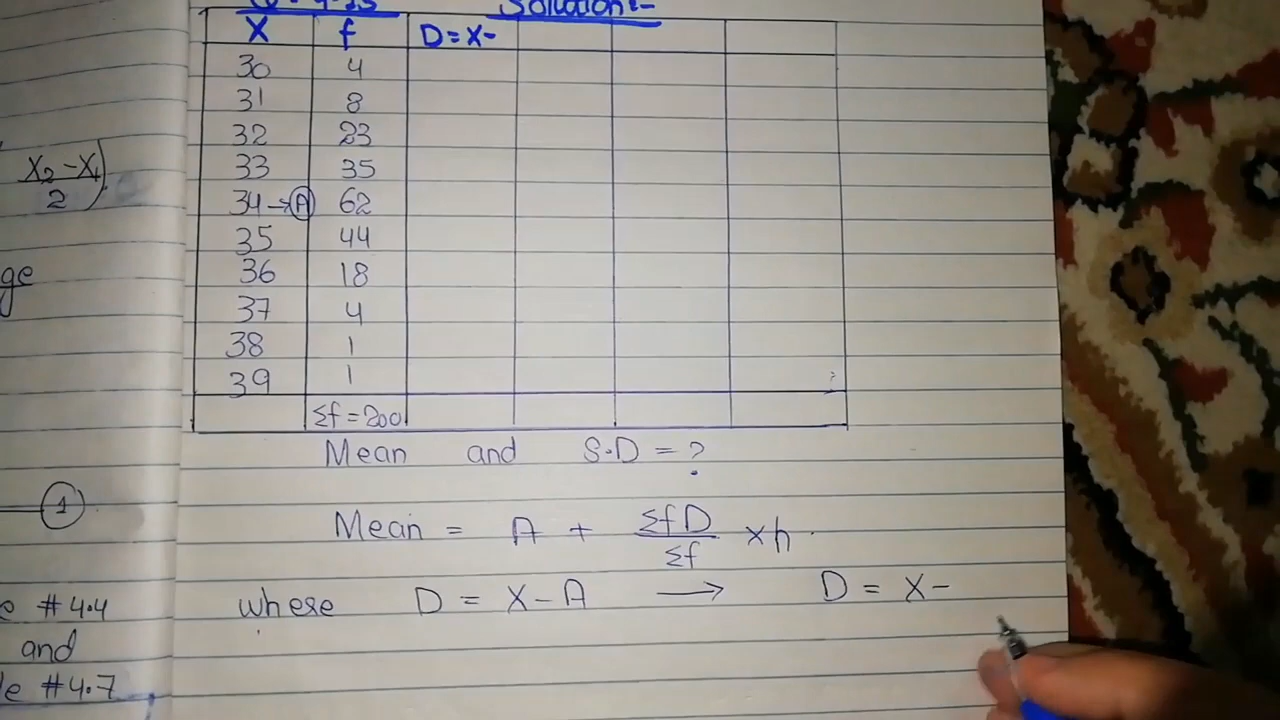 Solution:-
X f D = X-
30 4
31 8
32 23
33 35
34 → A 62
35 44
36 18
37 4
38 1
39 1
Σf = 200
Mean and S.D = ?
Mean = A + ΣfD / Σf × h
where D = X - A → D = X -
X2 - X1 / 2 )
ge
1
e #4.4
and
le #4.7